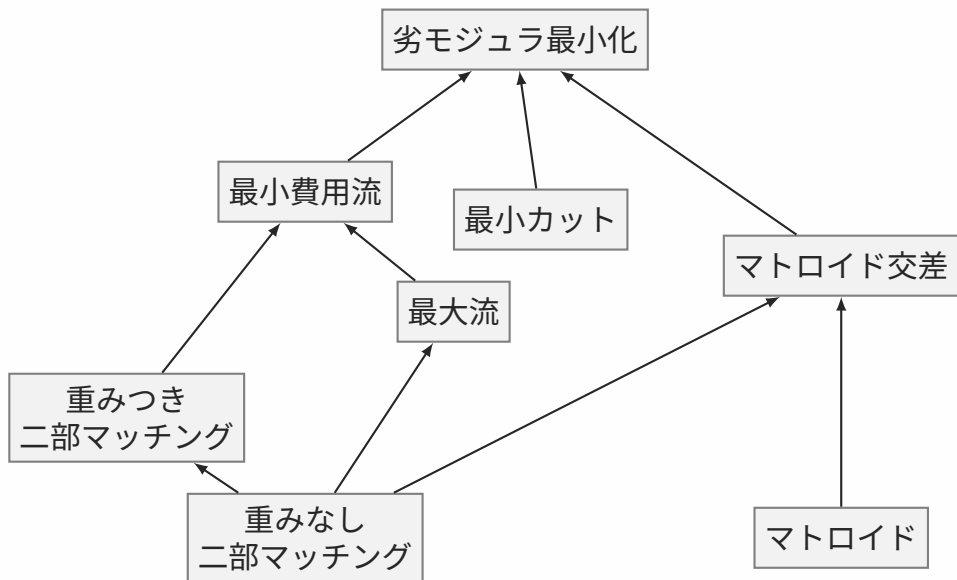 劣モジュラ最小化
最小費用流
最小カット
マトロイド交差
最大流
重みつき
二部マッチング
重みなし
二部マッチング
マトロイド